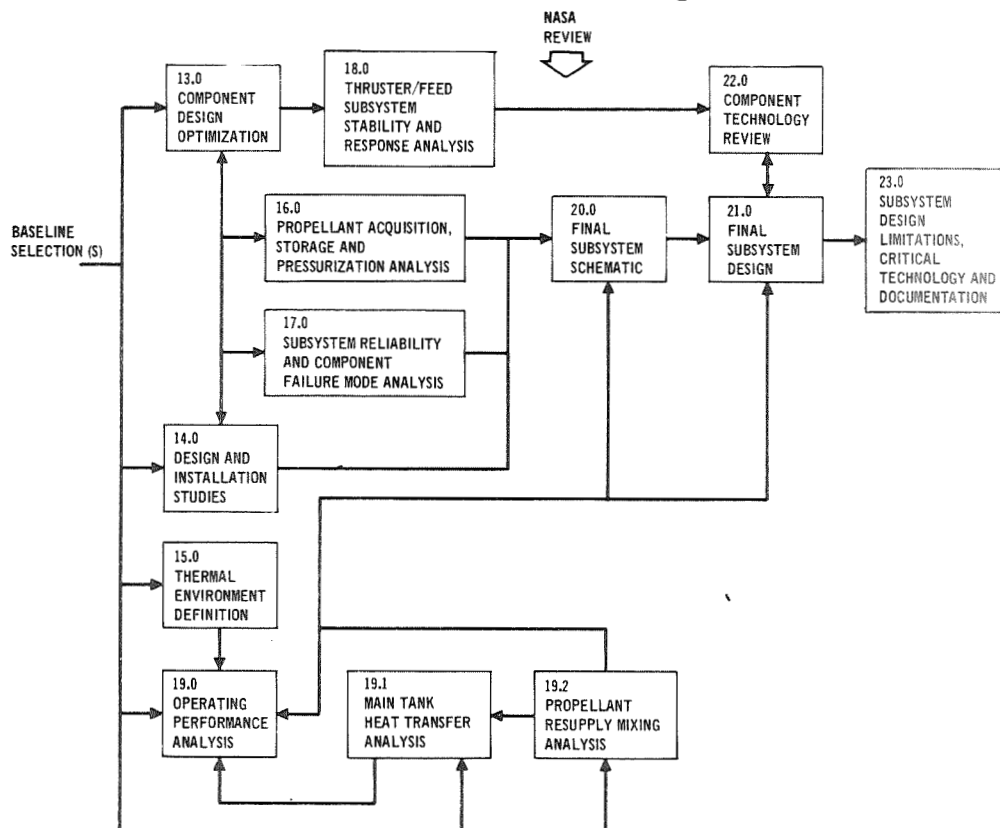 NASA
REVIEW
13.0
COMPONENT
DESIGN
OPTIMIZATION
18.0
THRUSTER/FEED
SUBSYSTEM
STABILITY AND
RESPONSE ANALYSIS
22.0
COMPONENT
TECHNOLOGY
REVIEW
BASELINE
SELECTION (S)
16.0
PROPELLANT ACQUISITION,
STORAGE AND
PRESSURIZATION ANALYSIS
20.0
FINAL
SUBSYSTEM
SCHEMATIC
21.0
FINAL
SUBSYSTEM
DESIGN
23.0
SUBSYSTEM
DESIGN
LIMITATIONS,
CRITICAL
TECHNOLOGY AND
DOCUMENTATION
17.0
SUBSYSTEM RELIABILITY
AND COMPONENT
FAILURE MODE ANALYSIS
14.0
DESIGN AND
INSTALLATION
STUDIES
15.0
THERMAL
ENVIRONMENT
DEFINITION
19.0
OPERATING
PERFORMANCE
ANALYSIS
19.1
MAIN TANK
HEAT TRANSFER
ANALYSIS
19.2
PROPELLANT
RESUPPLY MIXING
ANALYSIS